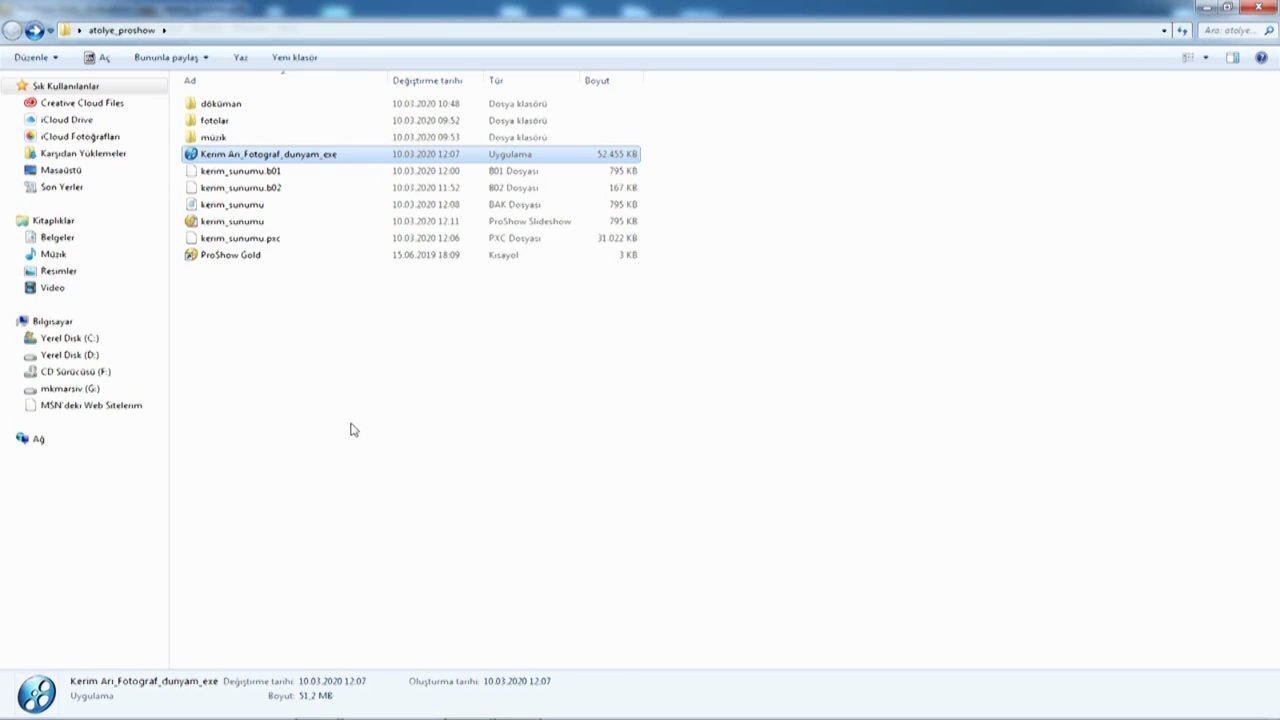 atolye_proshow
Ara: atolye...
Düzenle Aç Bununla paylaş Yaz Yeni klasör
Sık Kullanılanlar
Creative Cloud Files
iCloud Drive
iCloud Fotoğrafları
Karşıdan Yüklemeler
Masaüstü
Son Yerler
Kitaplıklar
Belgeler
Müzik
Resimler
Video
Bilgisayar
Yerel Disk (C:)
Yerel Disk (D:)
CD Sürücüsü (F:)
mkmarsiv (G:)
MSN'deki Web Sitelerim
Ağ
Ad Değiştirme tarihi Tür Boyut
döküman 10.03.2020 10:48 Dosya klasörü
fotolar 10.03.2020 09:52 Dosya klasörü
müzik 10.03.2020 09:53 Dosya klasörü
Kerim Arı_Fotograf_dunyam_exe 10.03.2020 12:07 Uygulama 52.455 KB
kerim_sunumu.b01 10.03.2020 12:00 B01 Dosyası 795 KB
kerim_sunumu.b02 10.03.2020 11:52 B02 Dosyası 167 KB
kerim_sunumu 10.03.2020 12:08 BAK Dosyası 795 KB
kerim_sunumu 10.03.2020 12:11 ProShow Slideshow 795 KB
kerim_sunumu.pxc 10.03.2020 12:06 PXC Dosyası 31.022 KB
ProShow Gold 15.06.2019 18:09 Kısayol 3 KB
Kerim Arı_Fotograf_dunyam_exe Değiştirme tarihi: 10.03.2020 12:07 Oluşturma tarihi: 10.03.2020 12:07
Uygulama Boyut: 51,2 MB